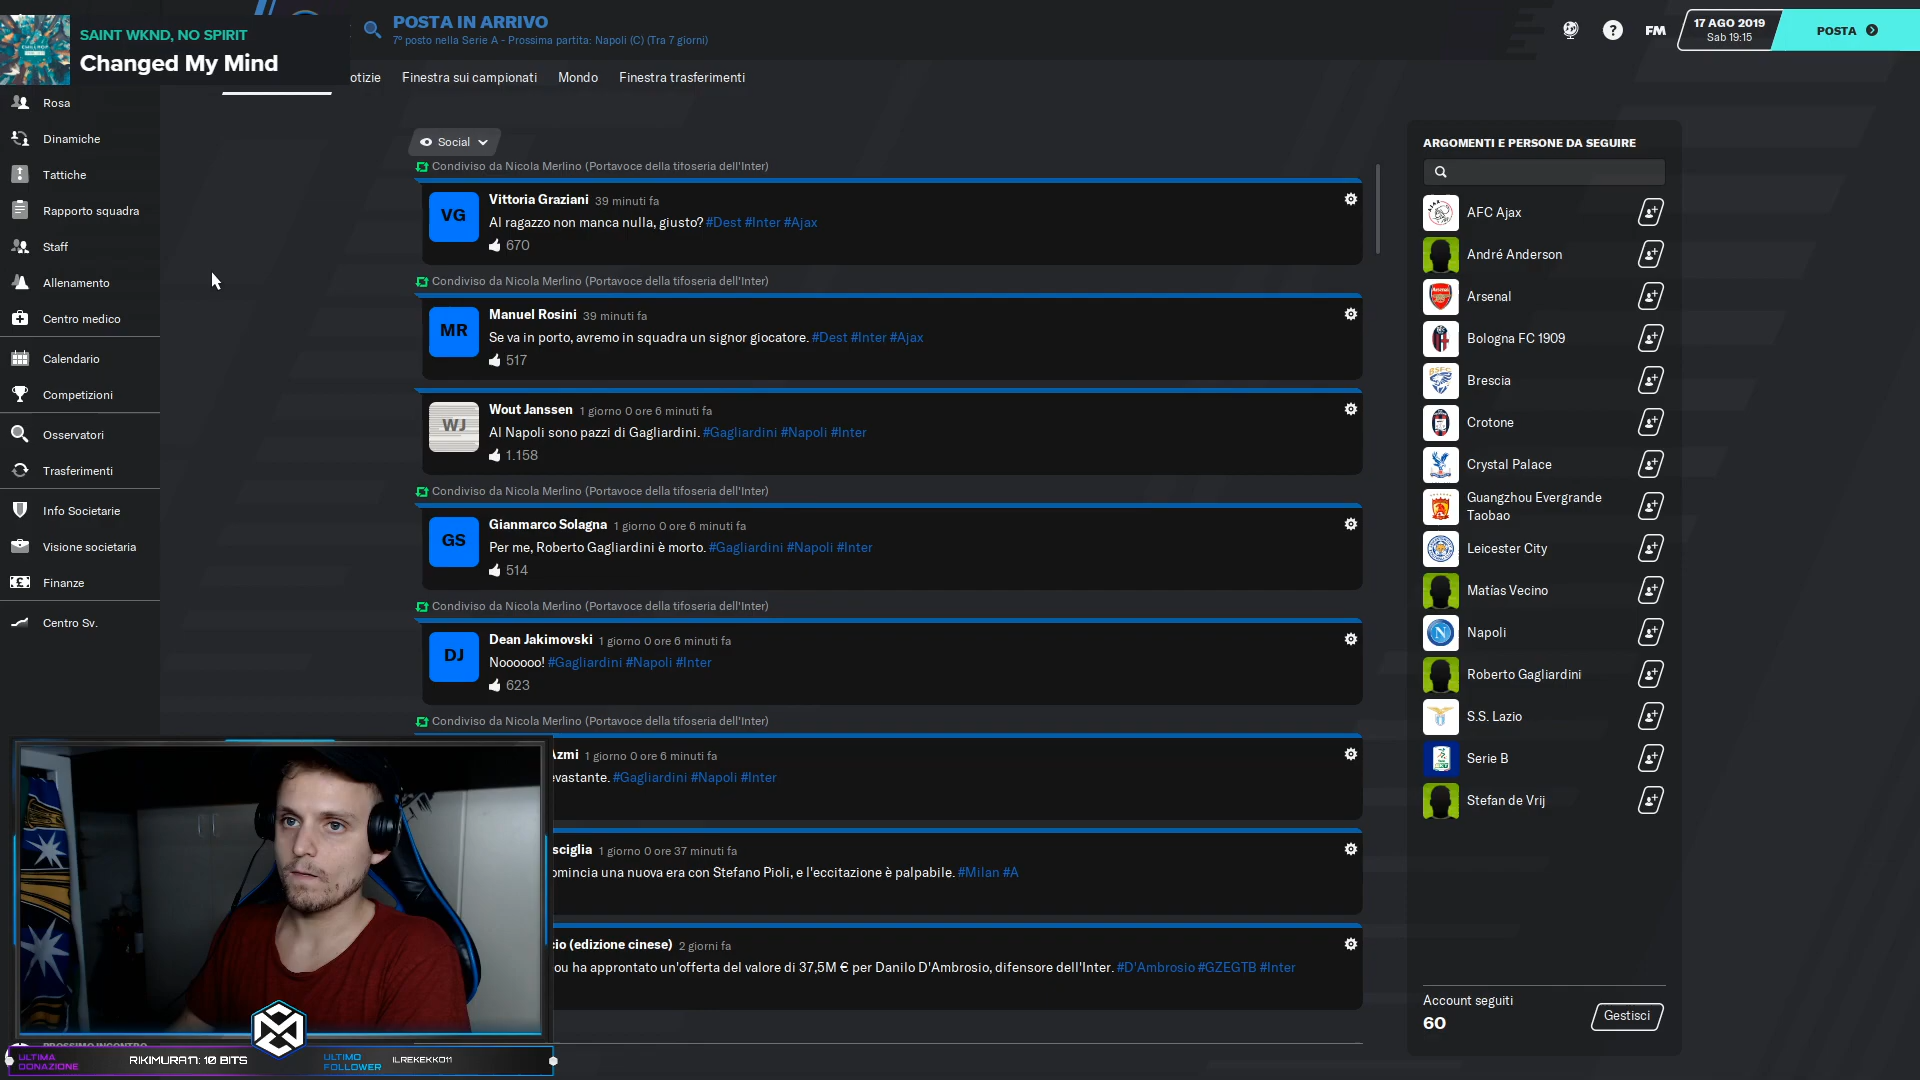 SAINT WKND, NO SPIRIT
Changed My Mind
POSTA IN ARRIVO
7º posto nella Serie A - Prossima partita: Napoli (C) (Tra 7 giorni)
FM
17 AGO 2019
Sab 19:15
POSTA
otizie
Finestra sui campionati
Mondo
Finestra trasferimenti
Rosa
Dinamiche
Tattiche
Rapporto squadra
Staff
Allenamento
Centro medico
Calendario
Competizioni
Osservatori
Trasferimenti
Info Societarie
Visione societaria
Finanze
Centro Sv.
Social
Condiviso da Nicola Merlino (Portavoce della tifoseria dell'Inter)
VG
Vittoria Graziani 39 minuti fa
Al ragazzo non manca nulla, giusto? #Dest #Inter #Ajax
670
Condiviso da Nicola Merlino (Portavoce della tifoseria dell'Inter)
MR
Manuel Rosini 39 minuti fa
Se va in porto, avremo in squadra un signor giocatore. #Dest #Inter #Ajax
517
WJ
Wout Janssen 1 giorno 0 ore 6 minuti fa
Al Napoli sono pazzi di Gagliardini. #Gagliardini #Napoli #Inter
1.158
Condiviso da Nicola Merlino (Portavoce della tifoseria dell'Inter)
GS
Gianmarco Solagna 1 giorno 0 ore 6 minuti fa
Per me, Roberto Gagliardini è morto. #Gagliardini #Napoli #Inter
514
Condiviso da Nicola Merlino (Portavoce della tifoseria dell'Inter)
DJ
Dean Jakimovski 1 giorno 0 ore 6 minuti fa
Noooooo! #Gagliardini #Napoli #Inter
623
Condiviso da Nicola Merlino (Portavoce della tifoseria dell'Inter)
Azmi 1 giorno 0 ore 6 minuti fa
evastante. #Gagliardini #Napoli #Inter
sciglia 1 giorno 0 ore 37 minuti fa
omincia una nuova era con Stefano Pioli, e l'eccitazione è palpabile. #Milan #A
cio (edizione cinese) 2 giorni fa
ou ha approntato un'offerta del valore di 37,5M € per Danilo D'Ambrosio, difensore dell'Inter. #D'Ambrosio #GZEGTB #Inter
ARGOMENTI E PERSONE DA SEGUIRE
AFC Ajax
André Anderson
Arsenal
Bologna FC 1909
Brescia
Crotone
Crystal Palace
Guangzhou Evergrande
Taobao
Leicester City
Matías Vecino
Napoli
Roberto Gagliardini
S.S. Lazio
Serie B
Stefan de Vrij
Account seguiti
60
Gestisci
PROSSIMO INCONTRO
ULTIMA
DONAZIONE
RIKIMURA17: 10 BITS
ULTIMO
FOLLOWER
ILREKEKKO11